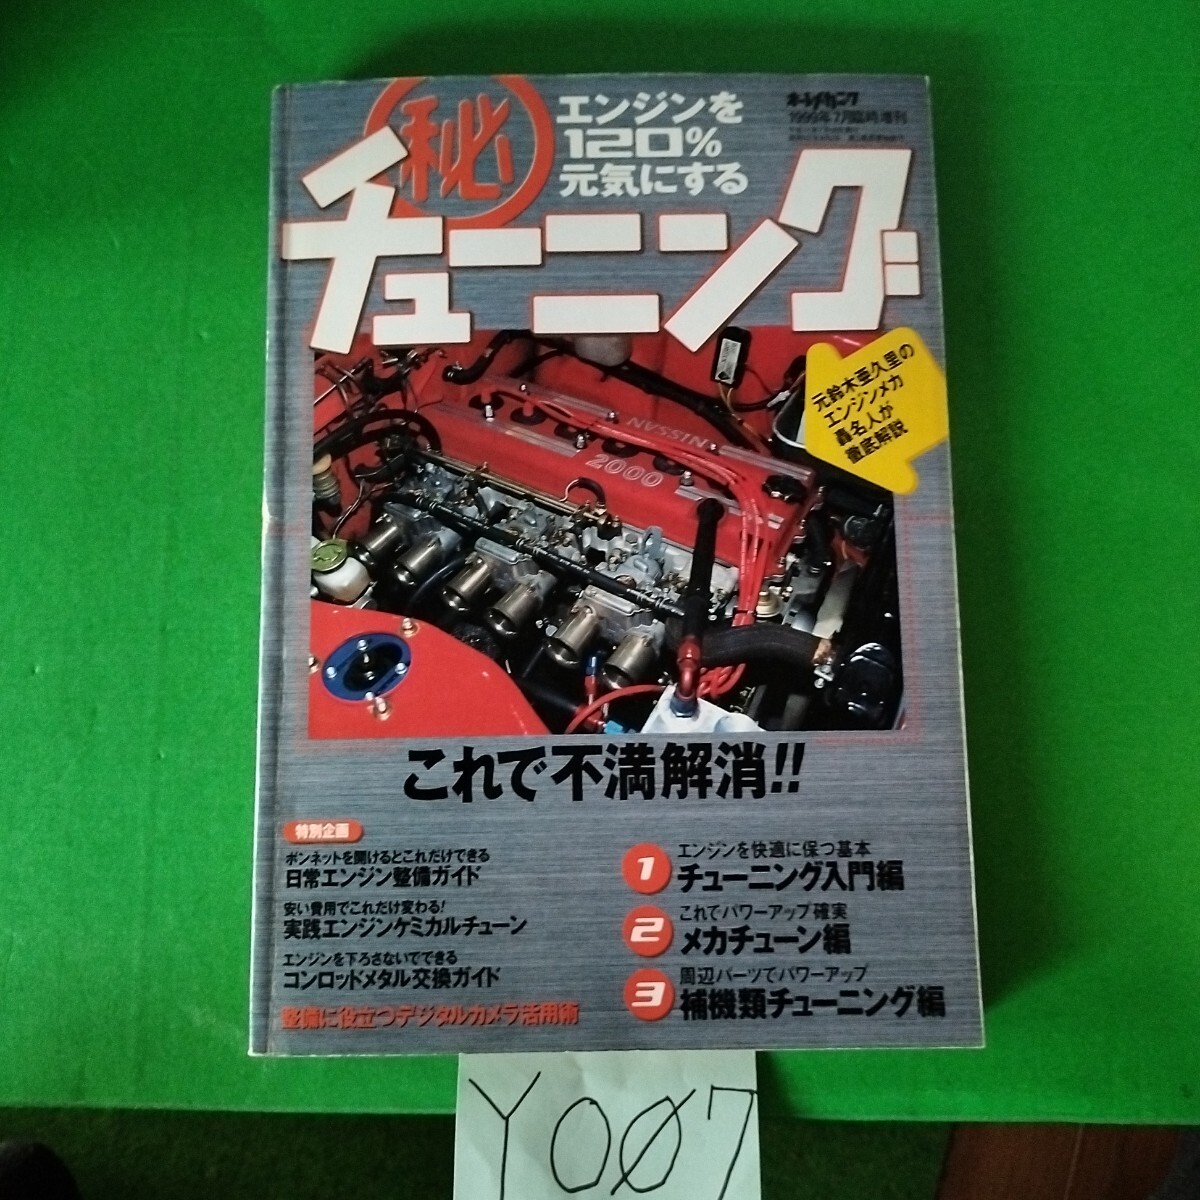 オールメカニック
1999年7月臨時増刊
㊙
エンジンを
120%
元気にする
チューニング
元鈴木亜久里の
エンジンメカ
轟名人が
徹底解説
NISSAN
2000
これで不満解消!!
特別企画
ボンネットを開けるとこれだけできる
日常エンジン整備ガイド
安い費用でこれだけ変わる!
実践エンジンケミカルチューン
エンジンを下ろさないでできる
コンロッドメタル交換ガイド
整備に役立つデジタルカメラ活用術
1
エンジンを快適に保つ基本
チューニング入門編
2
これでパワーアップ確実
メカチューン編
3
周辺パーツでパワーアップ
補機類チューニング編
Y007